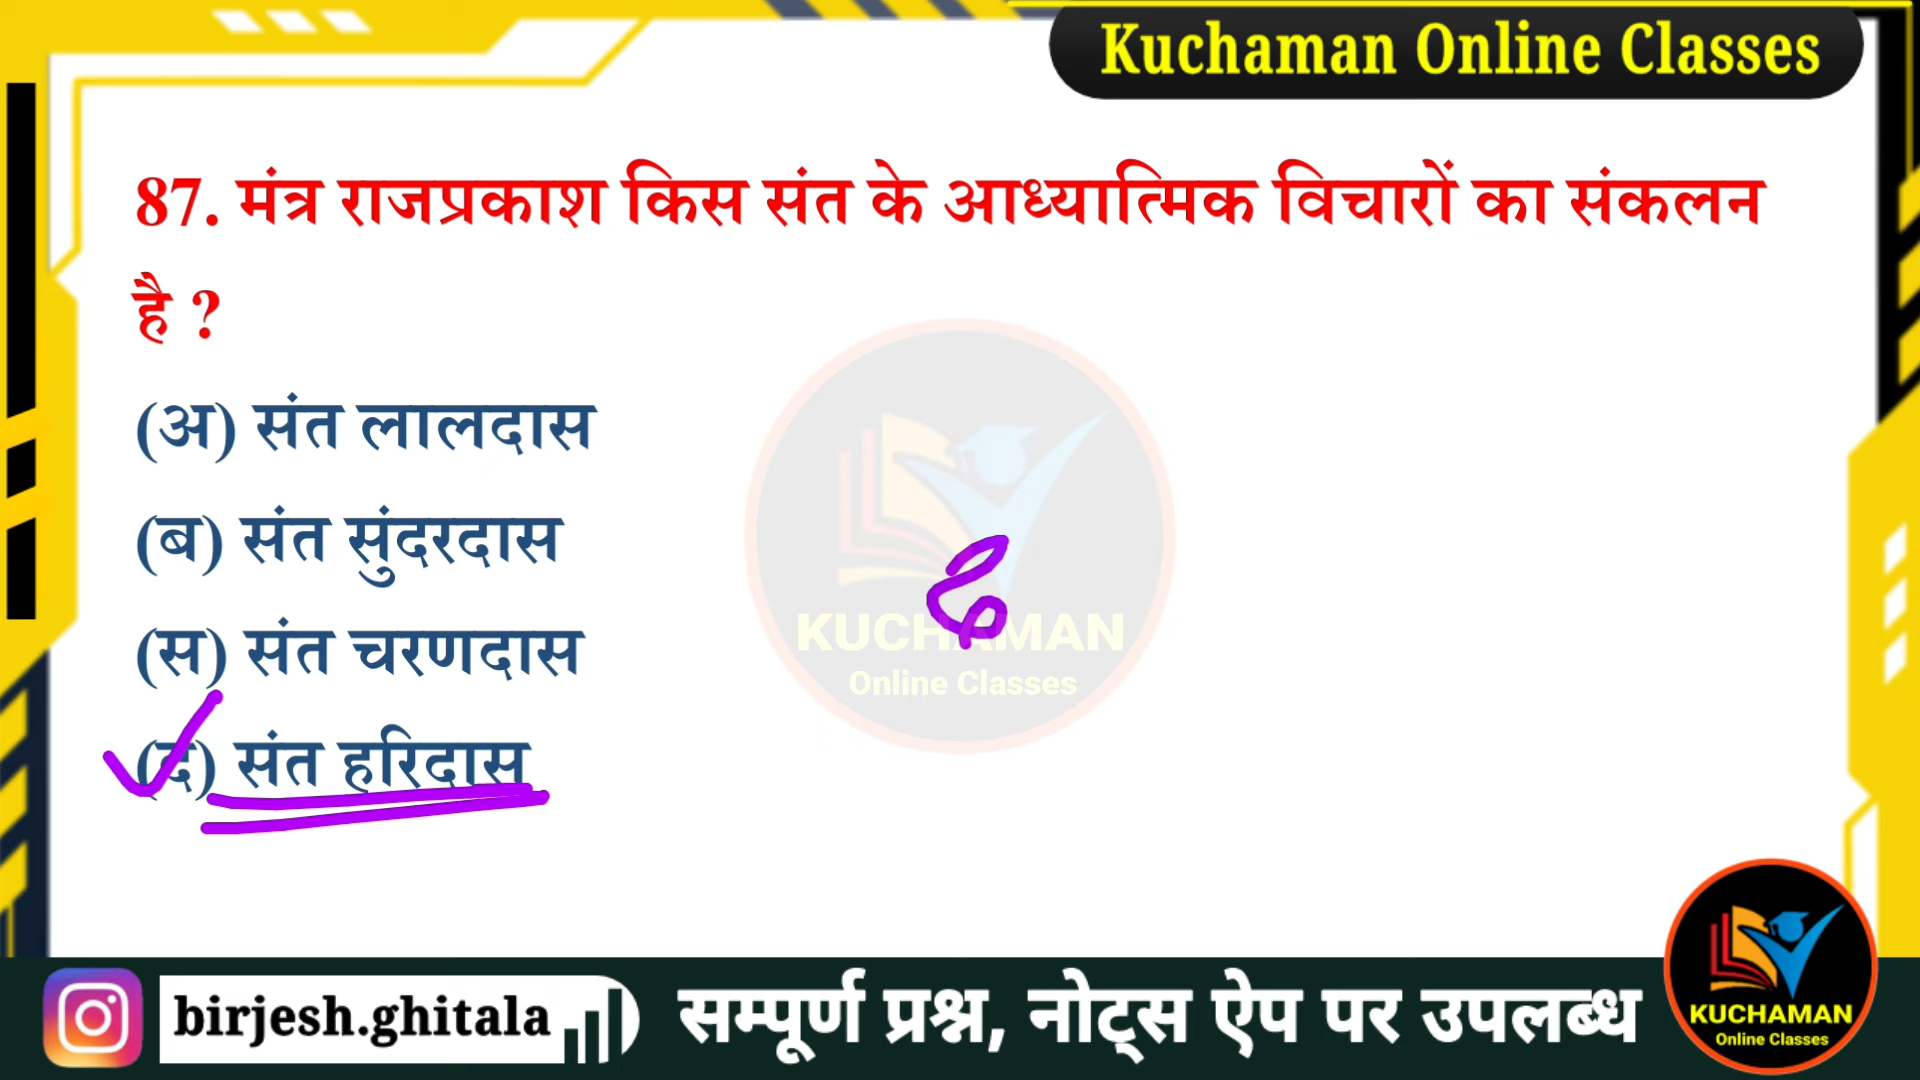 Kuchaman Online Classes
87. मंत्र राजप्रकाश किस संत के आध्यात्मिक विचारों का संकलन
है ?
(अ) संत लालदास
(ब) संत सुंदरदास
(स) संत चरणदास
(द) संत हरिदास
KUCHAMAN
Online Classes
birjesh.ghitala
सम्पूर्ण प्रश्न, नोट्स ऐप पर उपलब्ध
KUCHAMAN
Online Classes